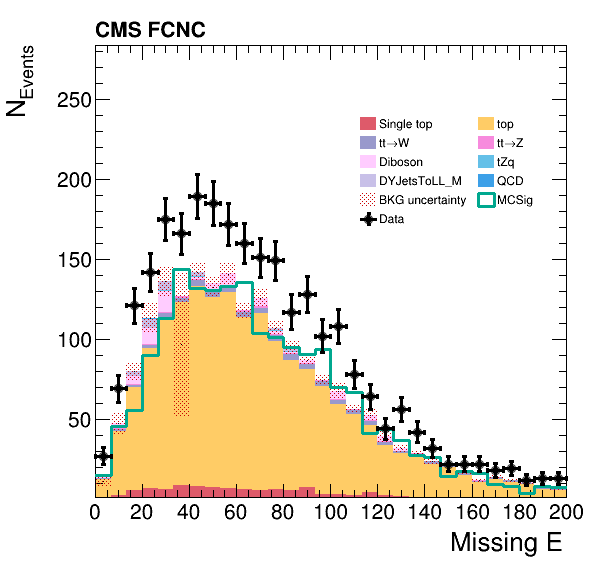 CMS FCNC
N_Events
250
200
150
100
50
Single top
top
tt→W
tt→Z
Diboson
tZq
DYJetsToLL_M
QCD
BKG uncertainty
MCSig
Data
0 20 40 60 80 100 120 140 160 180 200
Missing E